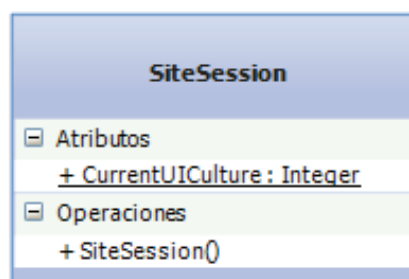 SiteSession
Atributos
+ CurrentUICulture : Integer
Operaciones
+ SiteSession()